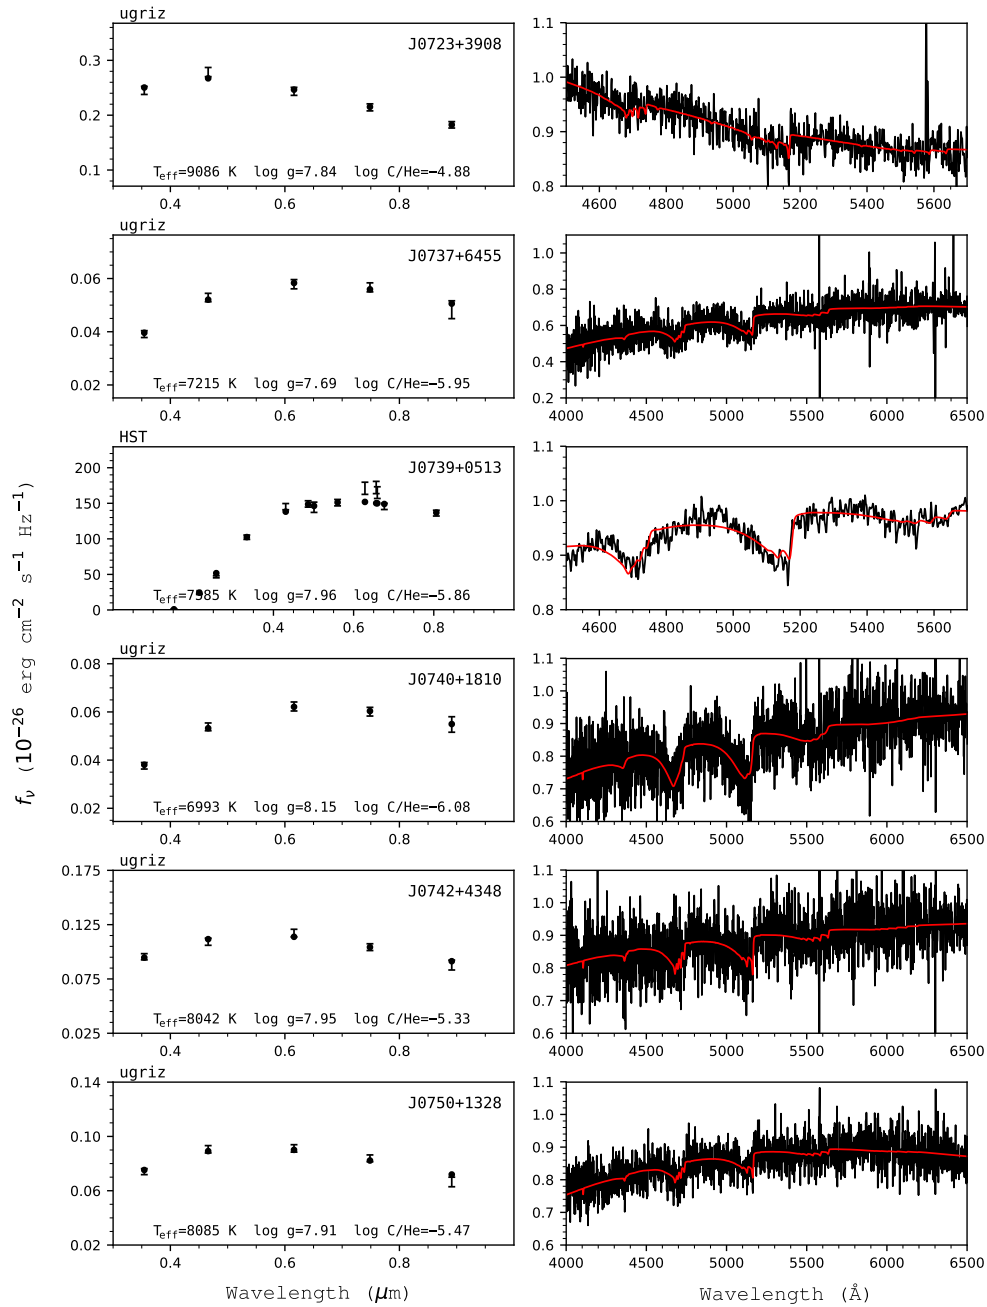 ugriz
J0723+3908
0.3
0.2
0.1
T_eff=9086 K log g=7.84 log C/He=−4.88
0.4 0.6 0.8
1.1
1.0
0.9
0.8
4600 4800 5000 5200 5400 5600
ugriz
J0737+6455
0.06
0.04
0.02
T_eff=7215 K log g=7.69 log C/He=−5.95
0.4 0.6 0.8
1.0
0.8
0.6
0.4
0.2
4000 4500 5000 5500 6000 6500
HST
J0739+0513
200
150
100
50
0
T_eff=7585 K log g=7.96 log C/He=−5.86
0.4 0.6 0.8
1.1
1.0
0.9
0.8
4600 4800 5000 5200 5400 5600
ugriz
J0740+1810
0.08
0.06
0.04
0.02
T_eff=6993 K log g=8.15 log C/He=−6.08
0.4 0.6 0.8
1.1
1.0
0.9
0.8
0.7
0.6
4000 4500 5000 5500 6000 6500
ugriz
J0742+4348
0.175
0.125
0.075
0.025
T_eff=8042 K log g=7.95 log C/He=−5.33
0.4 0.6 0.8
1.1
1.0
0.9
0.8
0.7
0.6
4000 4500 5000 5500 6000 6500
ugriz
J0750+1328
0.14
0.10
0.06
0.02
T_eff=8085 K log g=7.91 log C/He=−5.47
0.4 0.6 0.8
1.1
1.0
0.9
0.8
0.7
0.6
4000 4500 5000 5500 6000 6500
f_ν (10⁻²⁶ erg cm⁻² s⁻¹ Hz⁻¹)
Wavelength (μm)
Wavelength (Å)